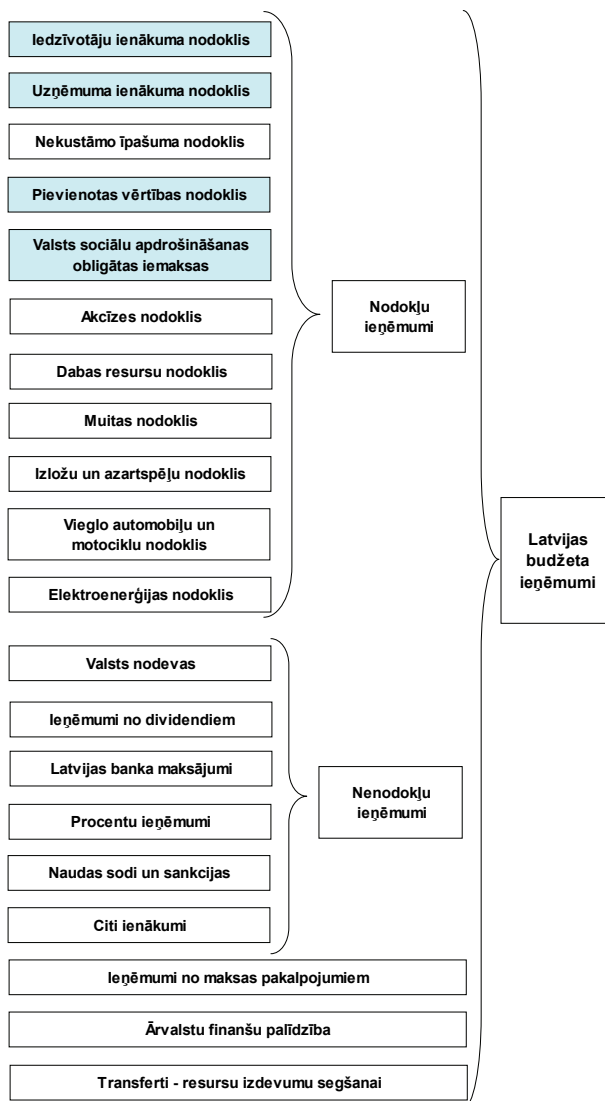 Iedzīvotāju ienākuma nodoklis
Uzņēmuma ienākuma nodoklis
Nekustāmo īpašuma nodoklis
Pievienotas vērtības nodoklis
Valsts sociālu apdrošināšanas
obligātas iemaksas
Akcīzes nodoklis
Dabas resursu nodoklis
Muitas nodoklis
Izložu un azartspēļu nodoklis
Vieglo automobiļu un
motociklu nodoklis
Elektroenerģijas nodoklis
Nodokļu
ieņēmumi
Valsts nodevas
Ieņēmumi no dividendiem
Latvijas banka maksājumi
Procentu ieņēmumi
Naudas sodi un sankcijas
Citi ienākumi
Nenodokļu
ieņēmumi
Ieņēmumi no maksas pakalpojumiem
Ārvalstu finanšu palīdzība
Transferti - resursu izdevumu segšanai
Latvijas
budžeta
ieņēmumi